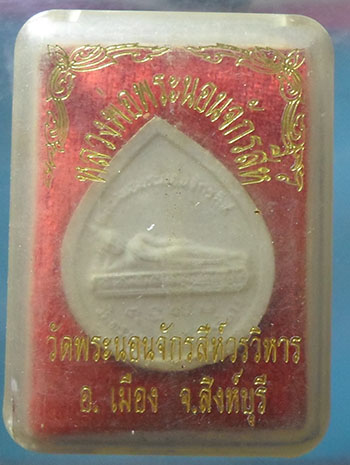 หลวงพ่อพระนอนจักรสีห์
วัดพระนอนจักรสีห์วรวิหาร
อ. เมือง จ.สิงห์บุรี